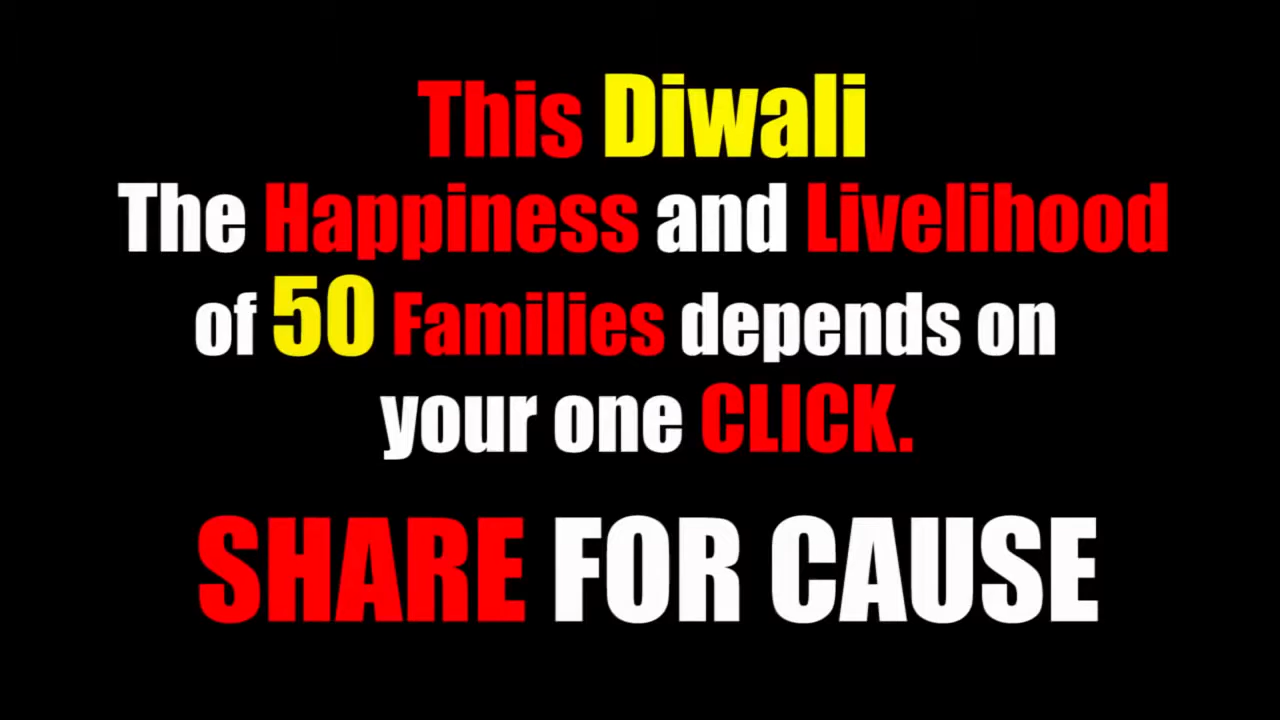 This Diwali
The Happiness and Livelihood
of 50 Families depends on
your one CLICK.
SHARE FOR CAUSE